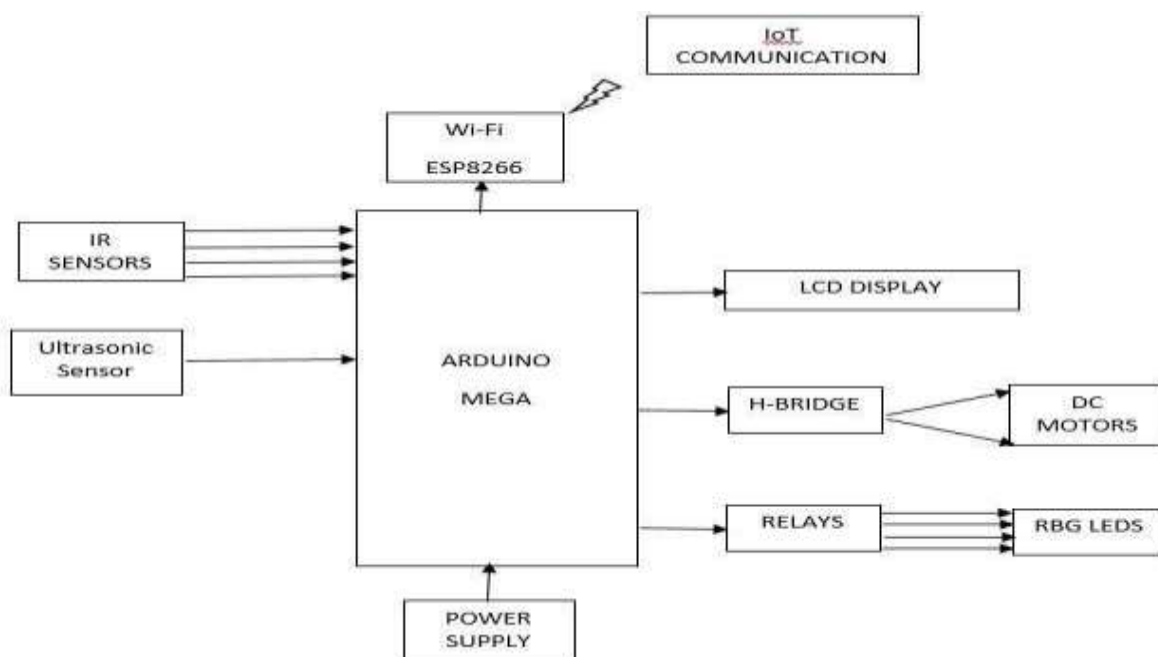 IoT
COMMUNICATION
Wi-Fi
ESP8266
IR
SENSORS
Ultrasonic
Sensor
ARDUINO
MEGA
LCD DISPLAY
H-BRIDGE
DC
MOTORS
RELAYS
RBG LEDS
POWER
SUPPLY